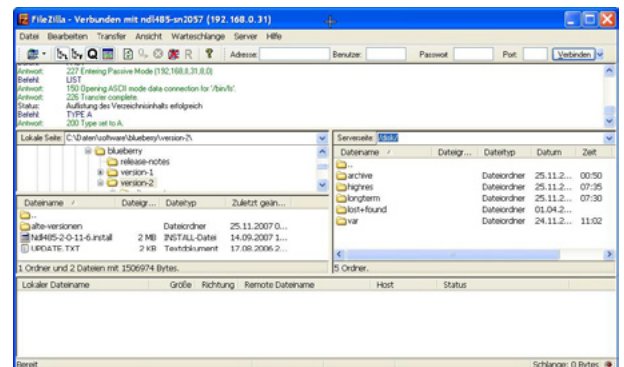 FileZilla - Verbunden mit ndl485-sn2057 (192.168.0.31)
Datei Bearbeiten Transfer Ansicht Warteschlange Server Hilfe
Adresse: Benutzer: Passwort Port: Verbinden
Antwort: 227 Entering Passive Mode (192,168,0,31,8,0)
Befehl: LIST
Antwort: 150 Opening ASCII mode data connection for '/bin/ls'.
Antwort: 226 Transfer complete.
Status: Auflistung des Verzeichnisinhalts erfolgreich
Befehl: TYPE A
Antwort: 200 Type set to A.
Lokale Seite: C:\Daten\software\blueberry\version-2\
Serverseite: /disk/
blueberry
release-notes
version-1
version-2
Dateiname / Dateigr... Dateityp Zuletzt geän...
..
alte-versionen Dateiordner 25.11.2007 0...
Ndl485-2-0-11-6.install 2 MB INSTALL-Datei 14.09.2007 1...
UPDATE.TXT 2 KB Textdokument 17.08.2006 2...
1 Ordner und 2 Dateien mit 1506974 Bytes.
Dateiname / Dateigr... Dateityp Datum Zeit
..
archive Dateiordner 25.11.2... 00:50
highres Dateiordner 25.11.2... 07:35
longterm Dateiordner 25.11.2... 07:30
lost+found Dateiordner 01.04.2...
var Dateiordner 24.11.2... 11:02
5 Ordner.
Lokaler Dateiname Größe Richtung Remote Dateiname Host Status
Bereit Schlange: 0 Bytes